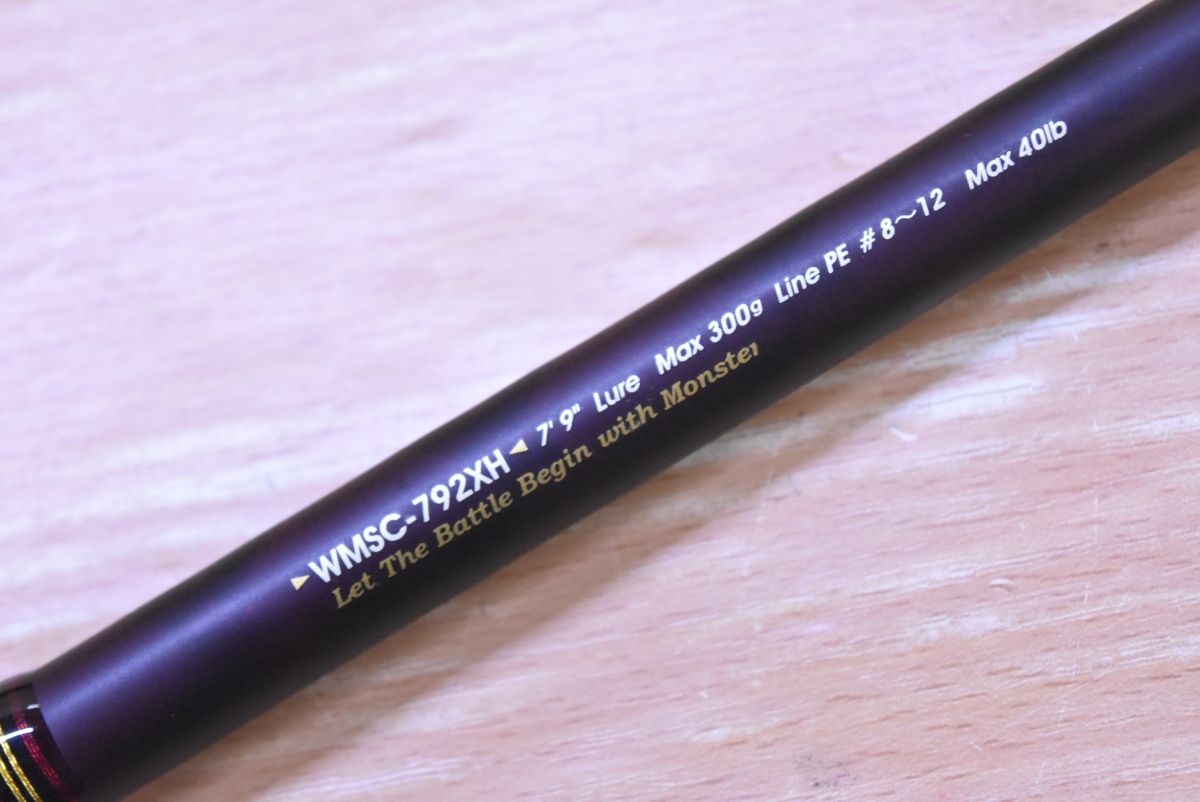 ▶WMSC-792XH◀ 7' 9" Lure Max 300g Line PE #8~12 Max 40lb
Let The Battle Begin with Monster